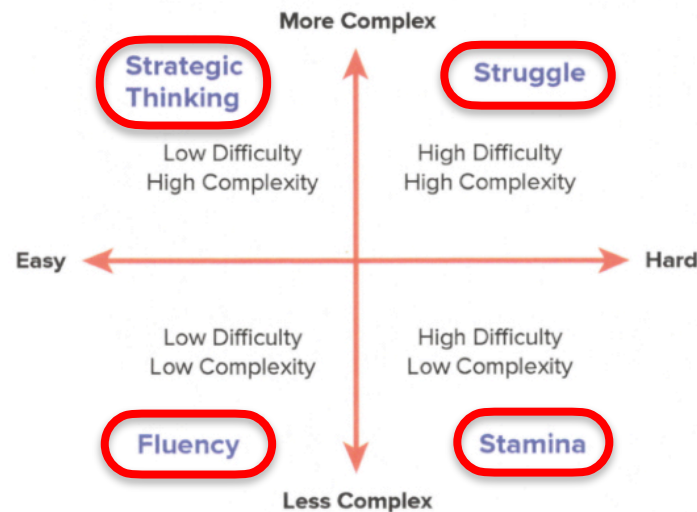 More Complex
Strategic
Thinking
Struggle
Low Difficulty
High Complexity
High Difficulty
High Complexity
Easy
Hard
Low Difficulty
Low Complexity
High Difficulty
Low Complexity
Fluency
Stamina
Less Complex